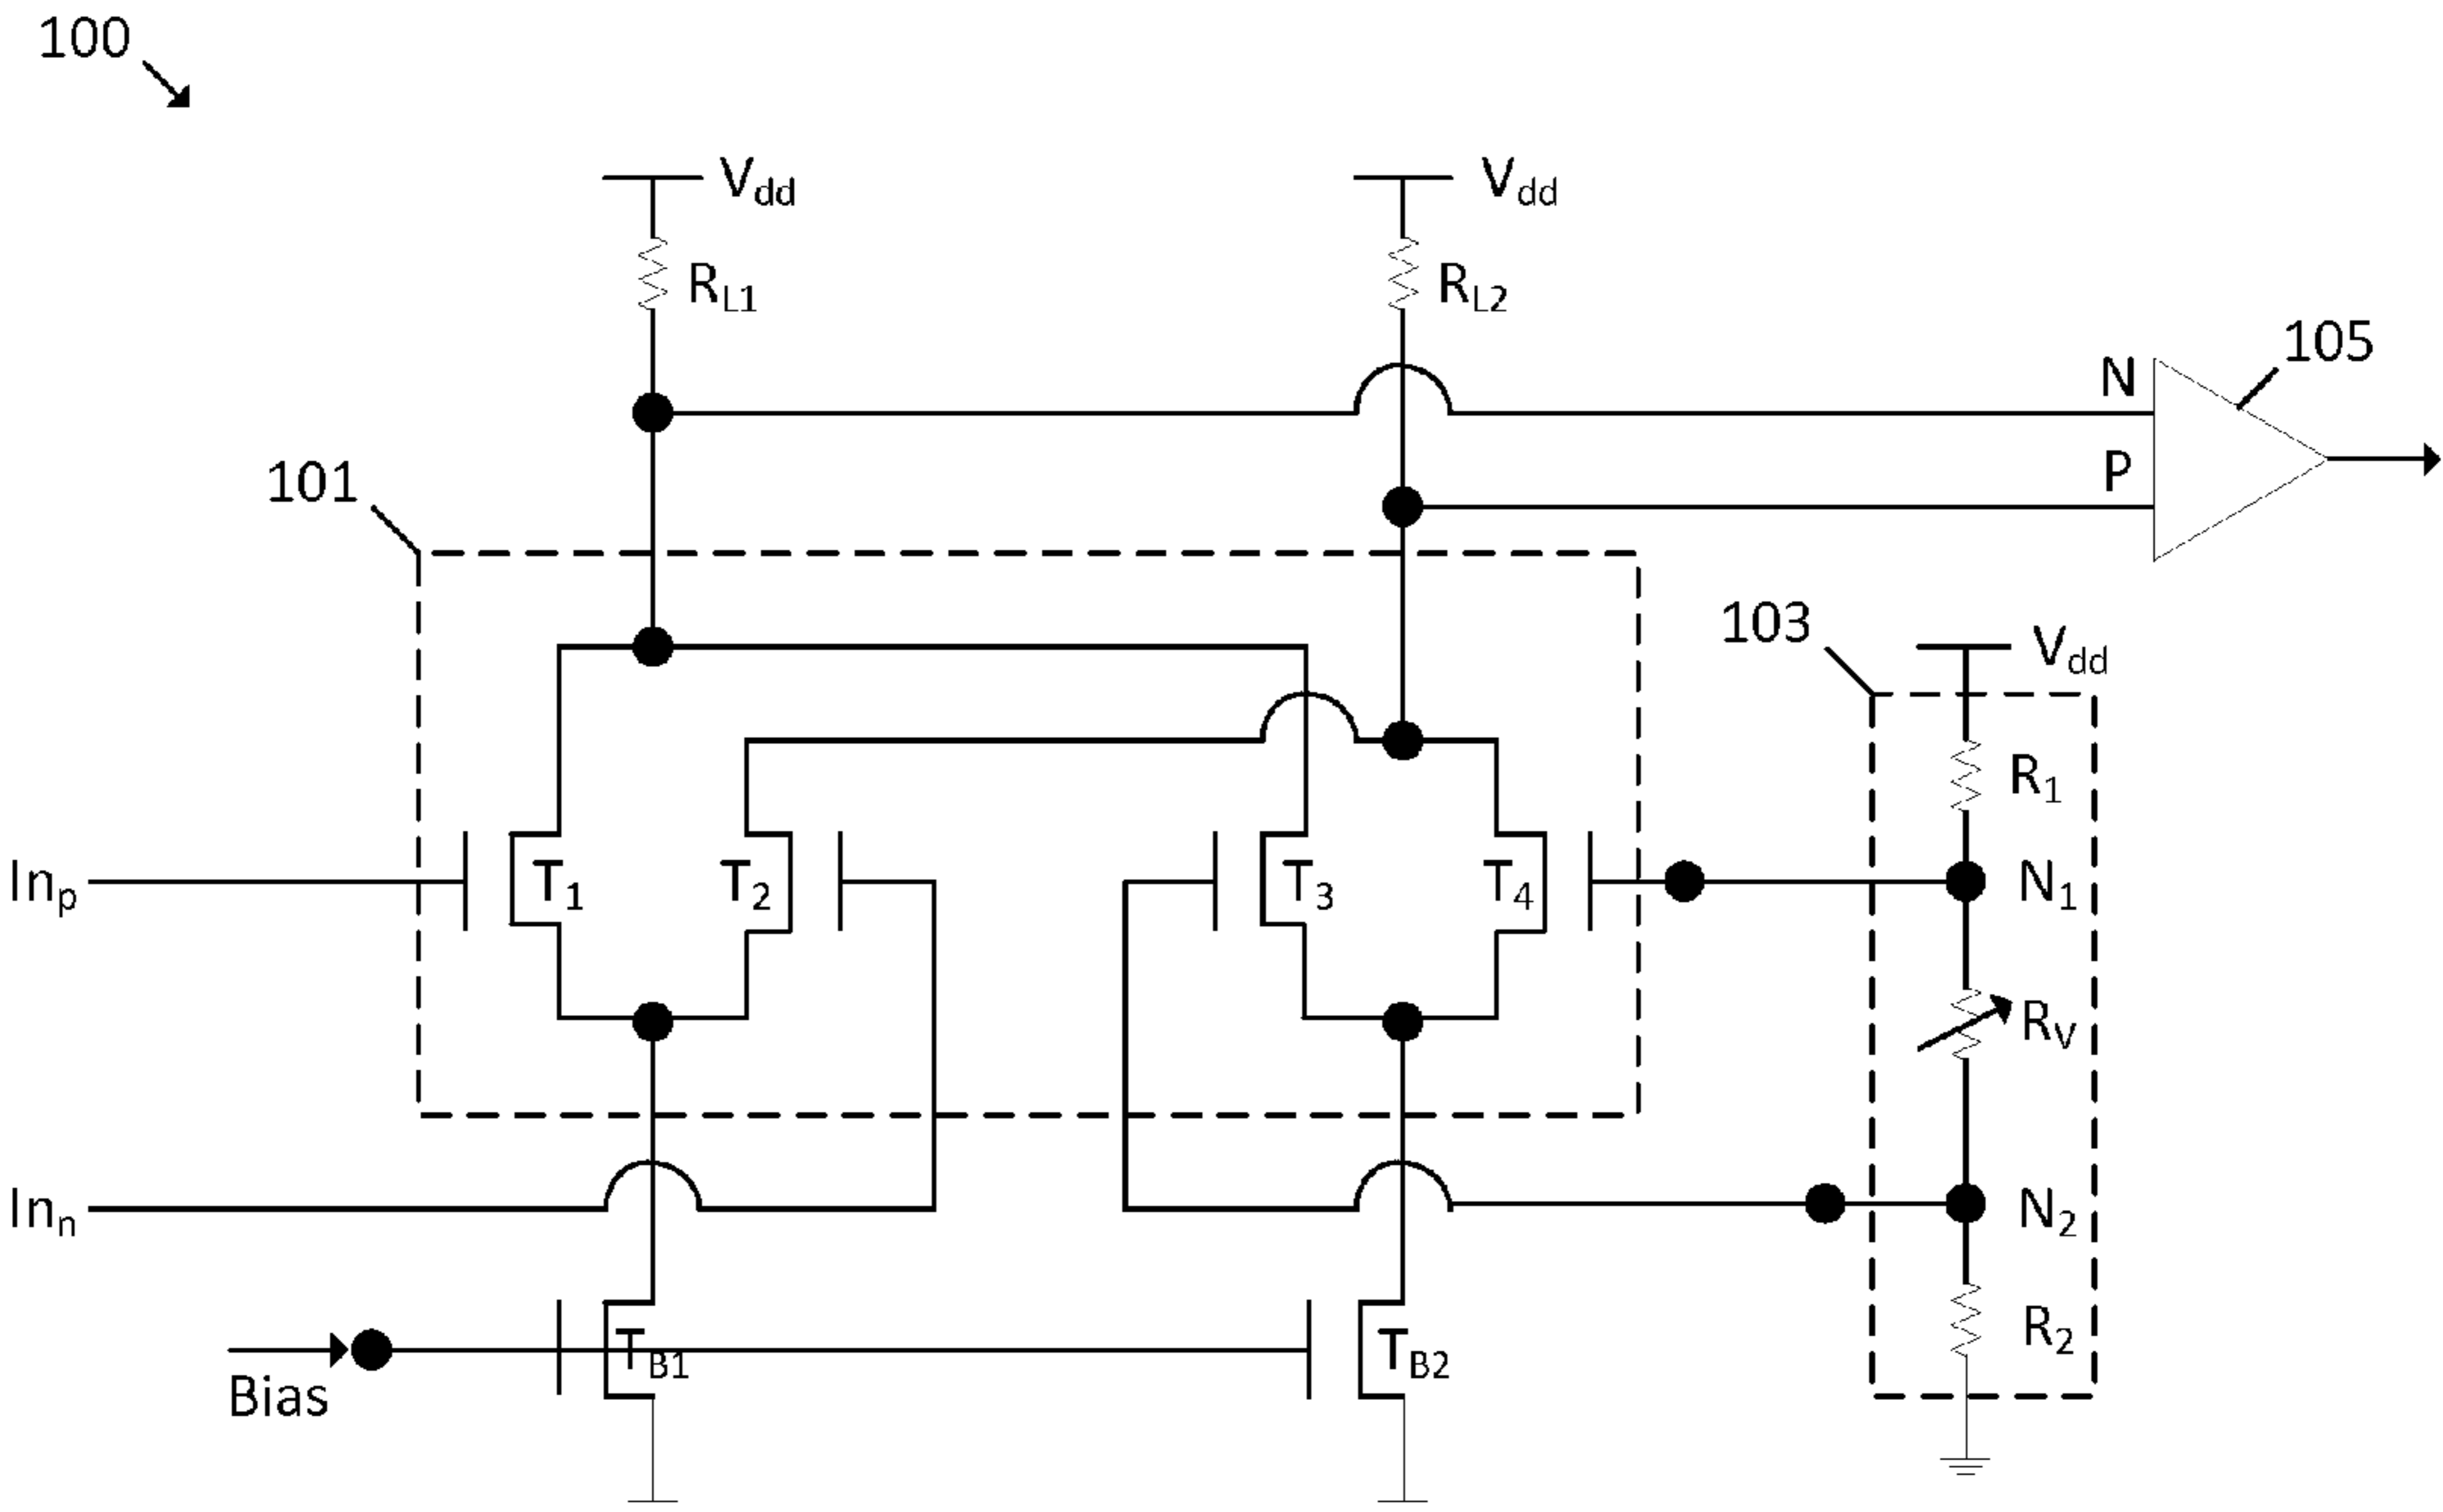 100
Vdd Vdd
RL1 RL2
105
N
P
101
103
Vdd
R1
Inp T1 T2 T3 T4 N1
RV
Inn N2
R2
TB1 TB2
Bias